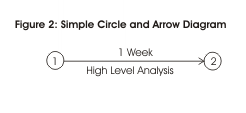 Figure 2: Simple Circle and Arrow Diagram
1 Week
1
2
High Level Analysis